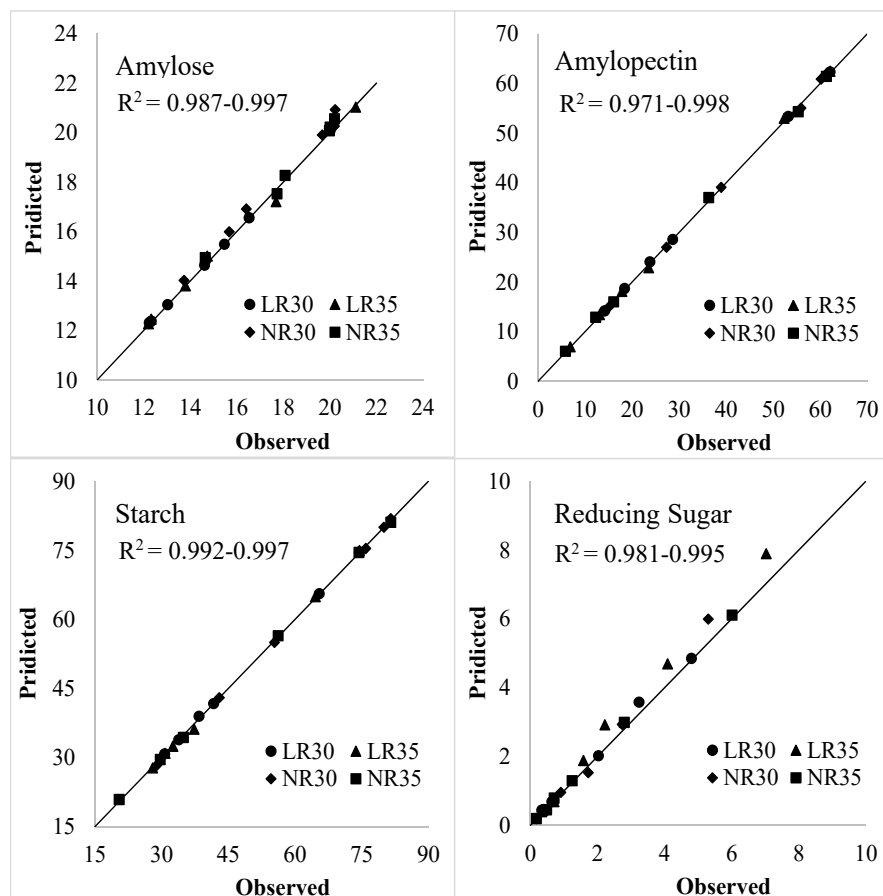 24
22
20
18
16
14
12
10
Pridicted
Amylose
R² = 0.987-0.997
LR30 LR35
NR30 NR35
10 12 14 16 18 20 22 24
Observed
70
60
50
40
30
20
10
0
Pridicted
Amylopectin
R² = 0.971-0.998
LR30 LR35
NR30 NR35
0 10 20 30 40 50 60 70
Observed
90
75
60
45
30
15
Pridicted
Starch
R² = 0.992-0.997
LR30 LR35
NR30 NR35
15 30 45 60 75 90
Observed
10
8
6
4
2
0
Pridicted
Reducing Sugar
R² = 0.981-0.995
LR30 LR35
NR30 NR35
0 2 4 6 8 10
Observed